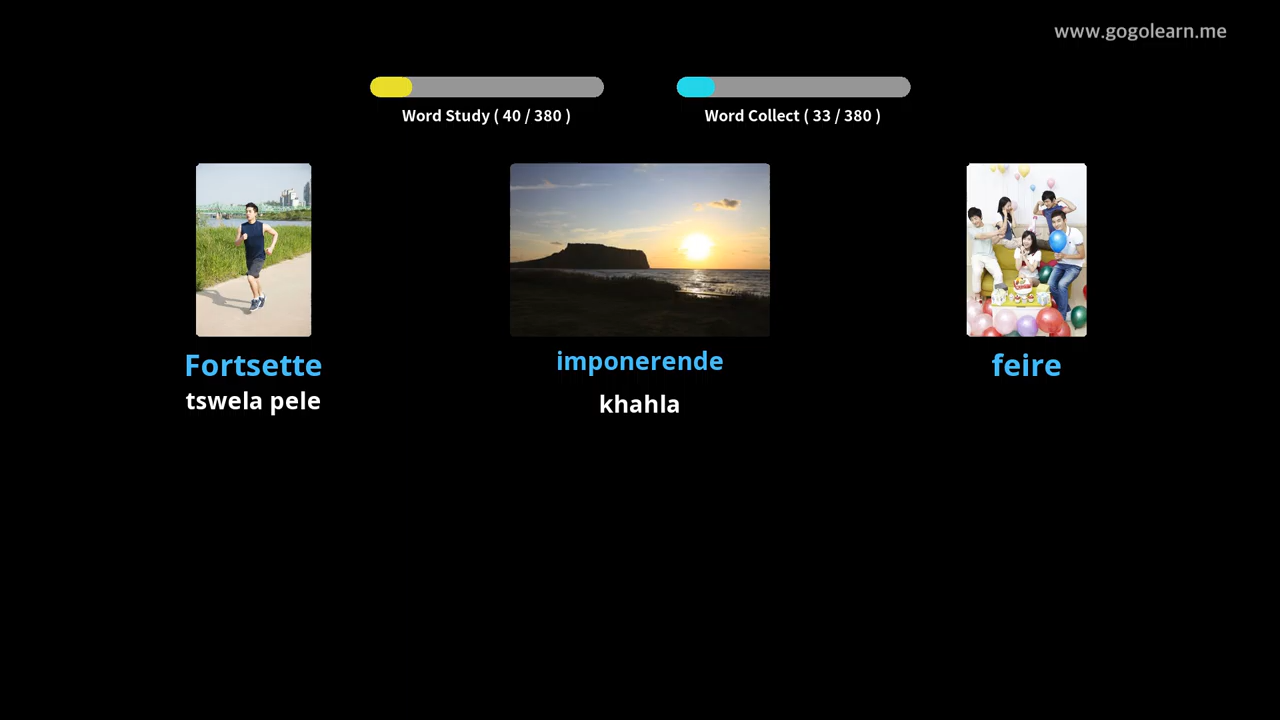 www.gogolearn.me
Word Study ( 40 / 380 )
Word Collect ( 33 / 380 )
Fortsette
tswela pele
imponerende
khahla
feire